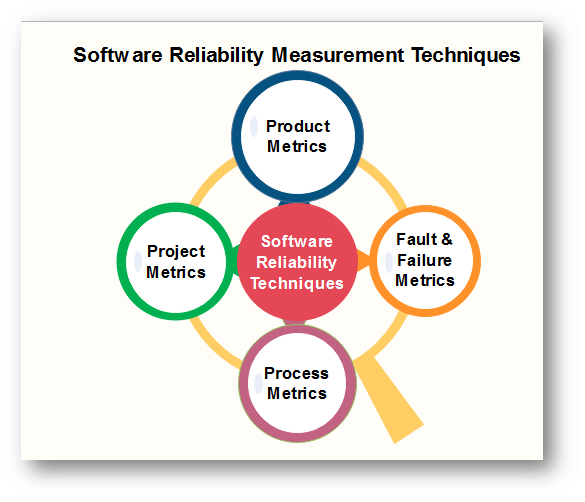 Software Reliability Measurement Techniques
Product
Metrics
Project
Metrics
Software
Reliability
Techniques
Fault &
Failure
Metrics
Process
Metrics